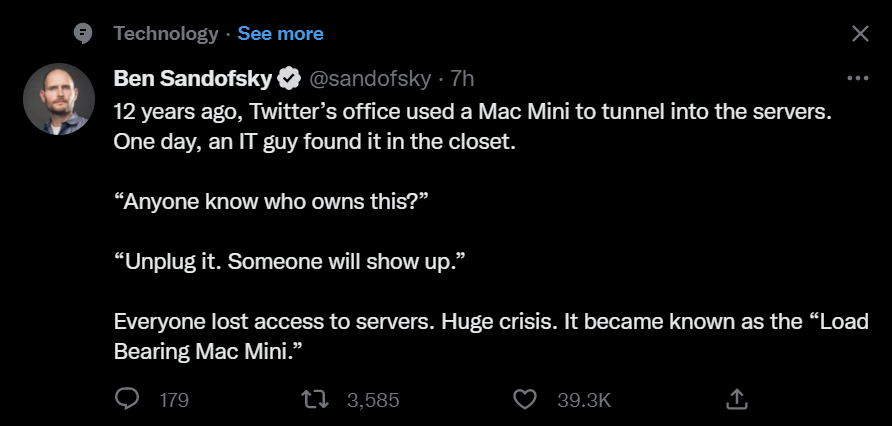 Technology · See more
Ben Sandofsky @sandofsky · 7h
12 years ago, Twitter’s office used a Mac Mini to tunnel into the servers.
One day, an IT guy found it in the closet.
“Anyone know who owns this?”
“Unplug it. Someone will show up.”
Everyone lost access to servers. Huge crisis. It became known as the “Load
Bearing Mac Mini.”
179 3,585 39.3K